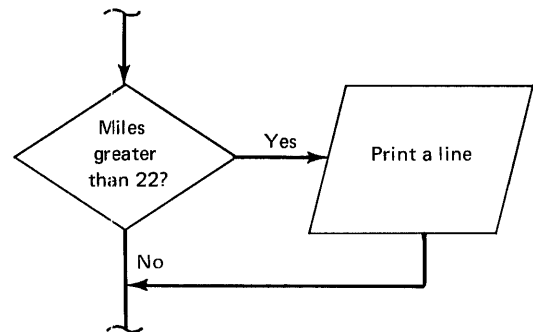 Miles
greater
than 22?
Yes
Print a line
No